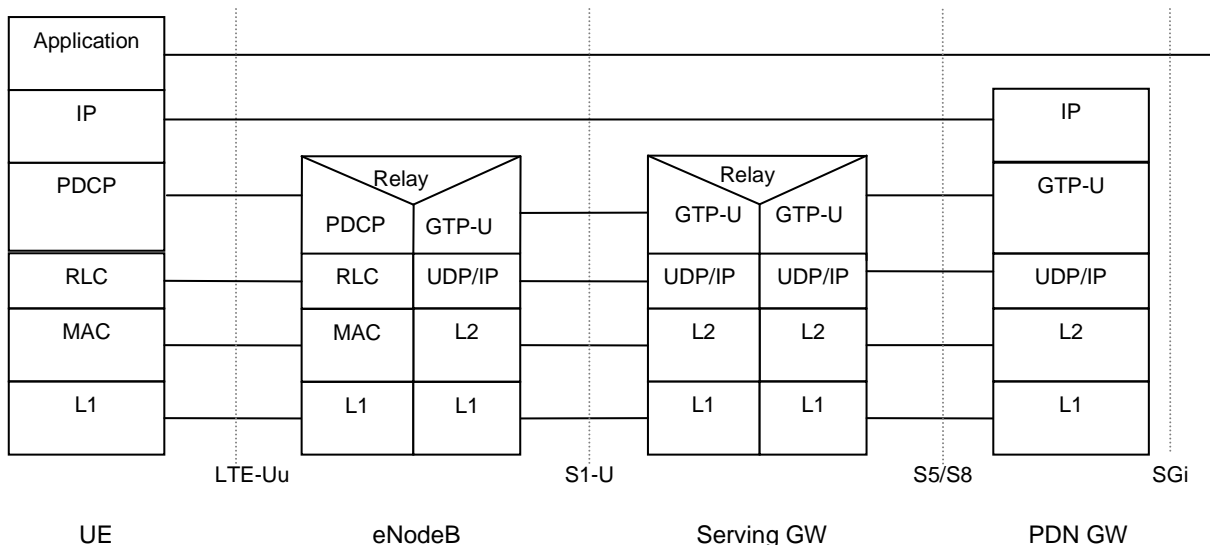 Application
IP IP
Relay Relay
PDCP GTP-U
PDCP GTP-U GTP-U GTP-U
RLC RLC UDP/IP UDP/IP UDP/IP UDP/IP
MAC MAC L2 L2 L2 L2
L1 L1 L1 L1 L1 L1
LTE-Uu S1-U S5/S8 SGi
UE eNodeB Serving GW PDN GW